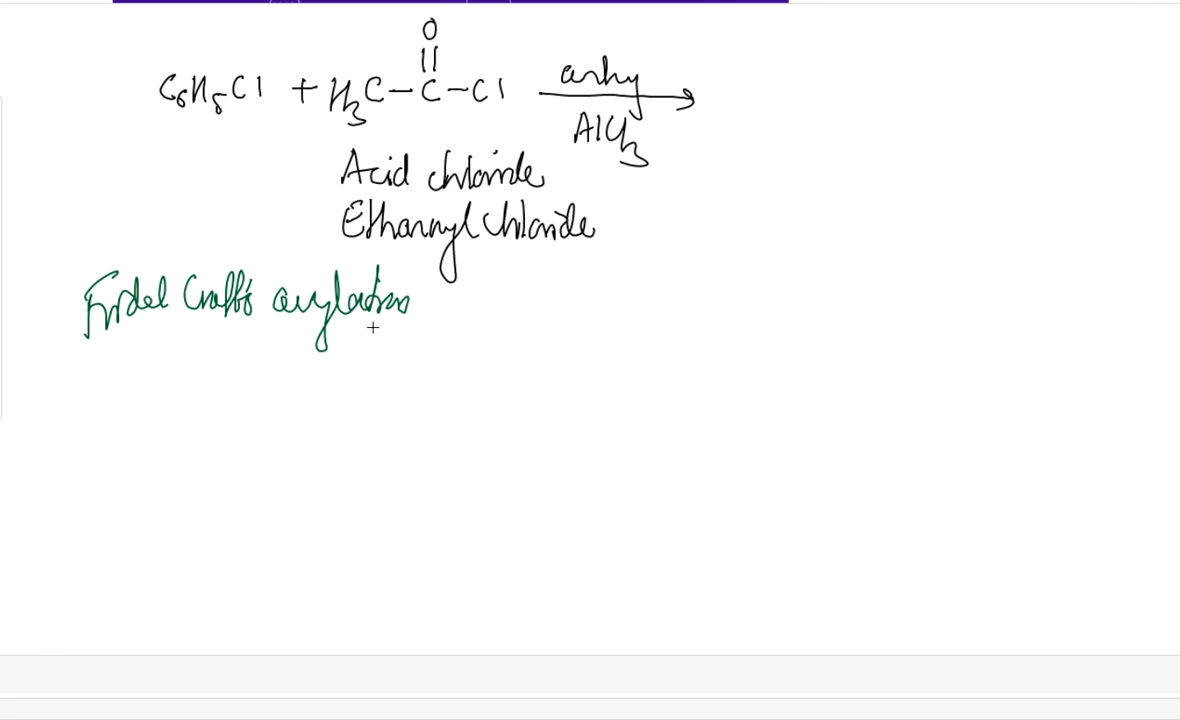 O
||
C6H5Cl + H3C-C-Cl anhy
AlCl3
Acid chloride
Ethanoyl chloride
Friedel Crafts acylation